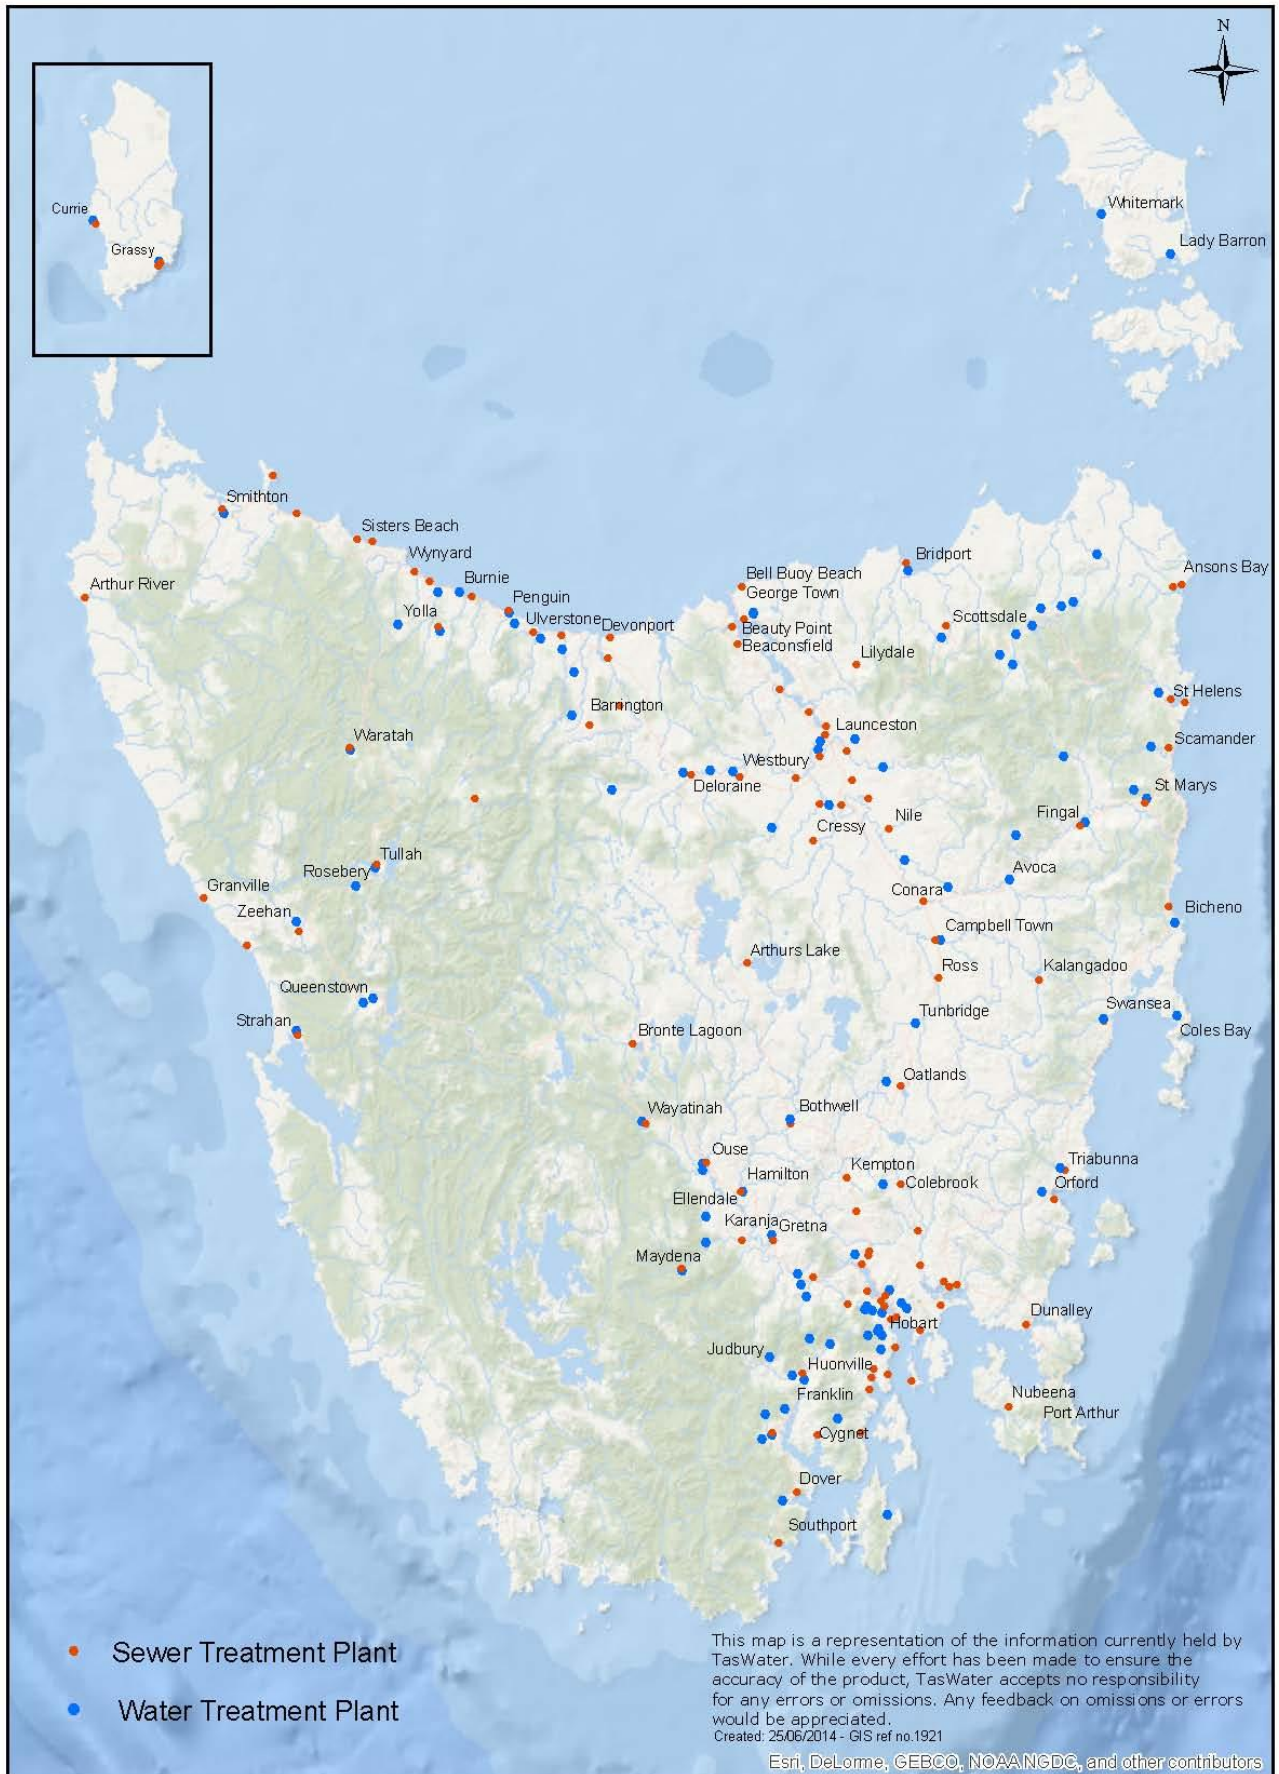 N
Currie
Grassy
Whitemark
Lady Barron
Smithton
Sisters Beach
Wynyard
Arthur River
Burnie
Yolla
Penguin
Ulverstone
Devonport
Bell Buoy Beach
George Town
Beauty Point
Beaconsfield
Bridport
Ansons Bay
Scottsdale
Lilydale
St Helens
Barrington
Launceston
Waratah
Scamander
Westbury
Deloraine
St Marys
Cressy
Nile
Fingal
Tullah
Rosebery
Avoca
Granville
Conara
Zeehan
Bicheno
Campbell Town
Arthurs Lake
Ross
Kalangadoo
Queenstown
Swansea
Tunbridge
Strahan
Coles Bay
Bronte Lagoon
Oatlands
Wayatinah
Bothwell
Ouse
Triabunna
Kempton
Hamilton
Colebrook
Orford
Ellendale
Karanja
Gretna
Maydena
Dunalley
Hobart
Judbury
Huonville
Franklin
Nubeena
Port Arthur
Cygnet
Dover
Southport
Sewer Treatment Plant
Water Treatment Plant
This map is a representation of the information currently held by
TasWater. While every effort has been made to ensure the
accuracy of the product, TasWater accepts no responsibility
for any errors or omissions. Any feedback on omissions or errors
would be appreciated.
Created: 25/06/2014 - GIS ref no.1921
Esri, DeLorme, GEBCO, NOAA NGDC, and other contributors